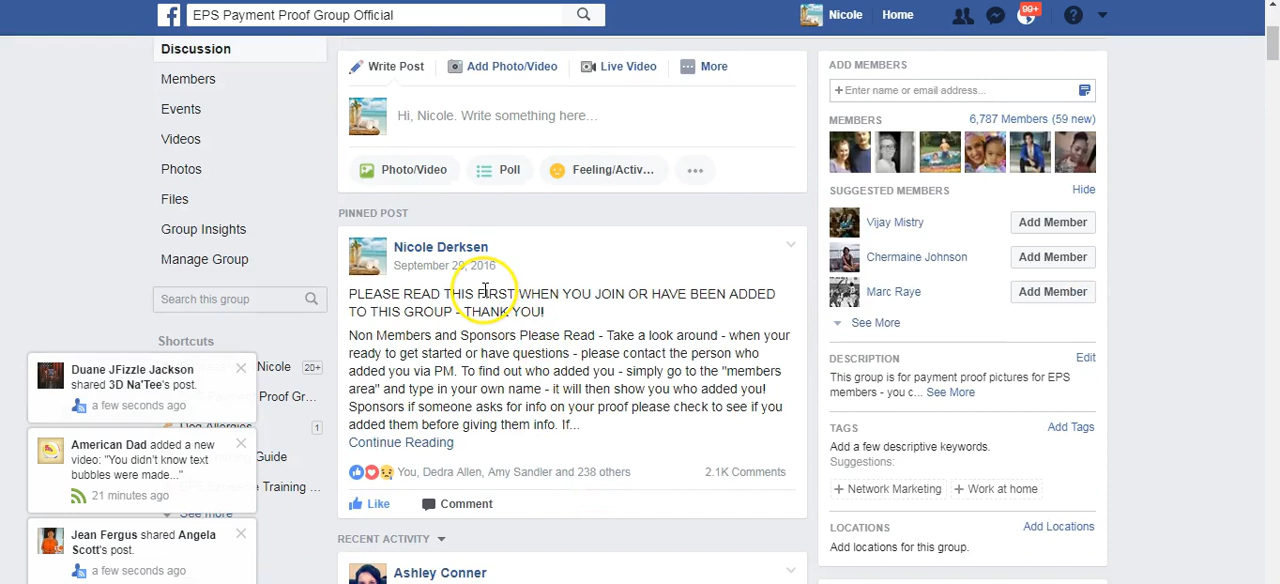 EPS Payment Proof Group Official
Nicole
Home
99+
Discussion
Members
Events
Videos
Photos
Files
Group Insights
Manage Group
Search this group
Shortcuts
Nicole 20+
Gr...
1
Guide
Training ...
See more
Duane JFizzle Jackson
shared 3D Na'Tee's post.
a few seconds ago
American Dad added a new
video: "You didn't know text
bubbles were made..."
21 minutes ago
Jean Fergus shared Angela
Scott's post.
a few seconds ago
Write Post
Add Photo/Video
Live Video
More
Hi, Nicole. Write something here...
Photo/Video
Poll
Feeling/Activ...
PINNED POST
Nicole Derksen
September 29, 2016
PLEASE READ THIS FIRST WHEN YOU JOIN OR HAVE BEEN ADDED
TO THIS GROUP - THANK YOU!
Non Members and Sponsors Please Read - Take a look around - when your
ready to get started or have questions - please contact the person who
added you via PM. To find out who added you - simply go to the "members
area" and type in your own name - it will then show you who added you!
Sponsors if someone asks for info on your proof please check to see if you
added them before giving them info. If...
Continue Reading
You, Dedra Allen, Amy Sandler and 238 others
2.1K Comments
Like
Comment
RECENT ACTIVITY
Ashley Conner
ADD MEMBERS
+ Enter name or email address...
MEMBERS
6,787 Members (59 new)
SUGGESTED MEMBERS
Hide
Vijay Mistry
Add Member
Chermaine Johnson
Add Member
Marc Raye
Add Member
See More
DESCRIPTION
Edit
This group is for payment proof pictures for EPS
members - you c... See More
TAGS
Add Tags
Add a few descriptive keywords.
Suggestions:
+ Network Marketing
+ Work at home
LOCATIONS
Add Locations
Add locations for this group.